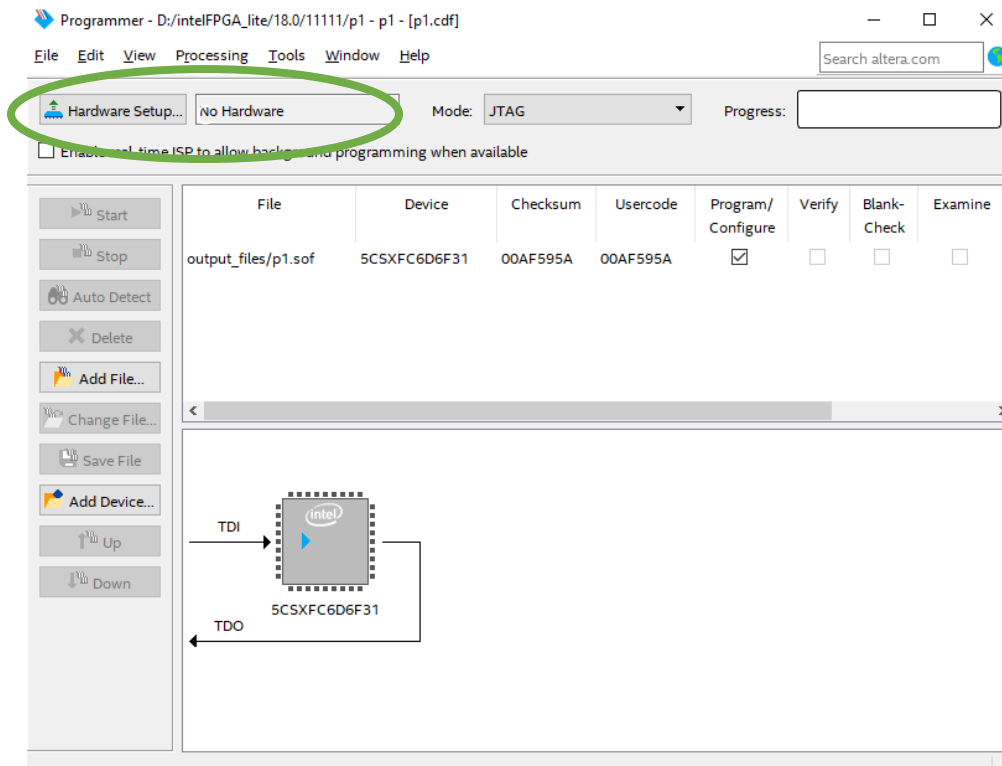 Programmer - D:/intelFPGA_lite/18.0/11111/p1 - p1 - [p1.cdf]
File Edit View Processing Tools Window Help
Search altera.com
Hardware Setup... No Hardware Mode: JTAG Progress:
Enable real-time ISP to allow background programming when available
File Device Checksum Usercode Program/ Verify Blank- Examine
Configure Check
output_files/p1.sof 5CSXFC6D6F31 00AF595A 00AF595A
Start
Stop
Auto Detect
Delete
Add File...
Change File...
Save File
Add Device...
Up
Down
intel
TDI
5CSXFC6D6F31
TDO